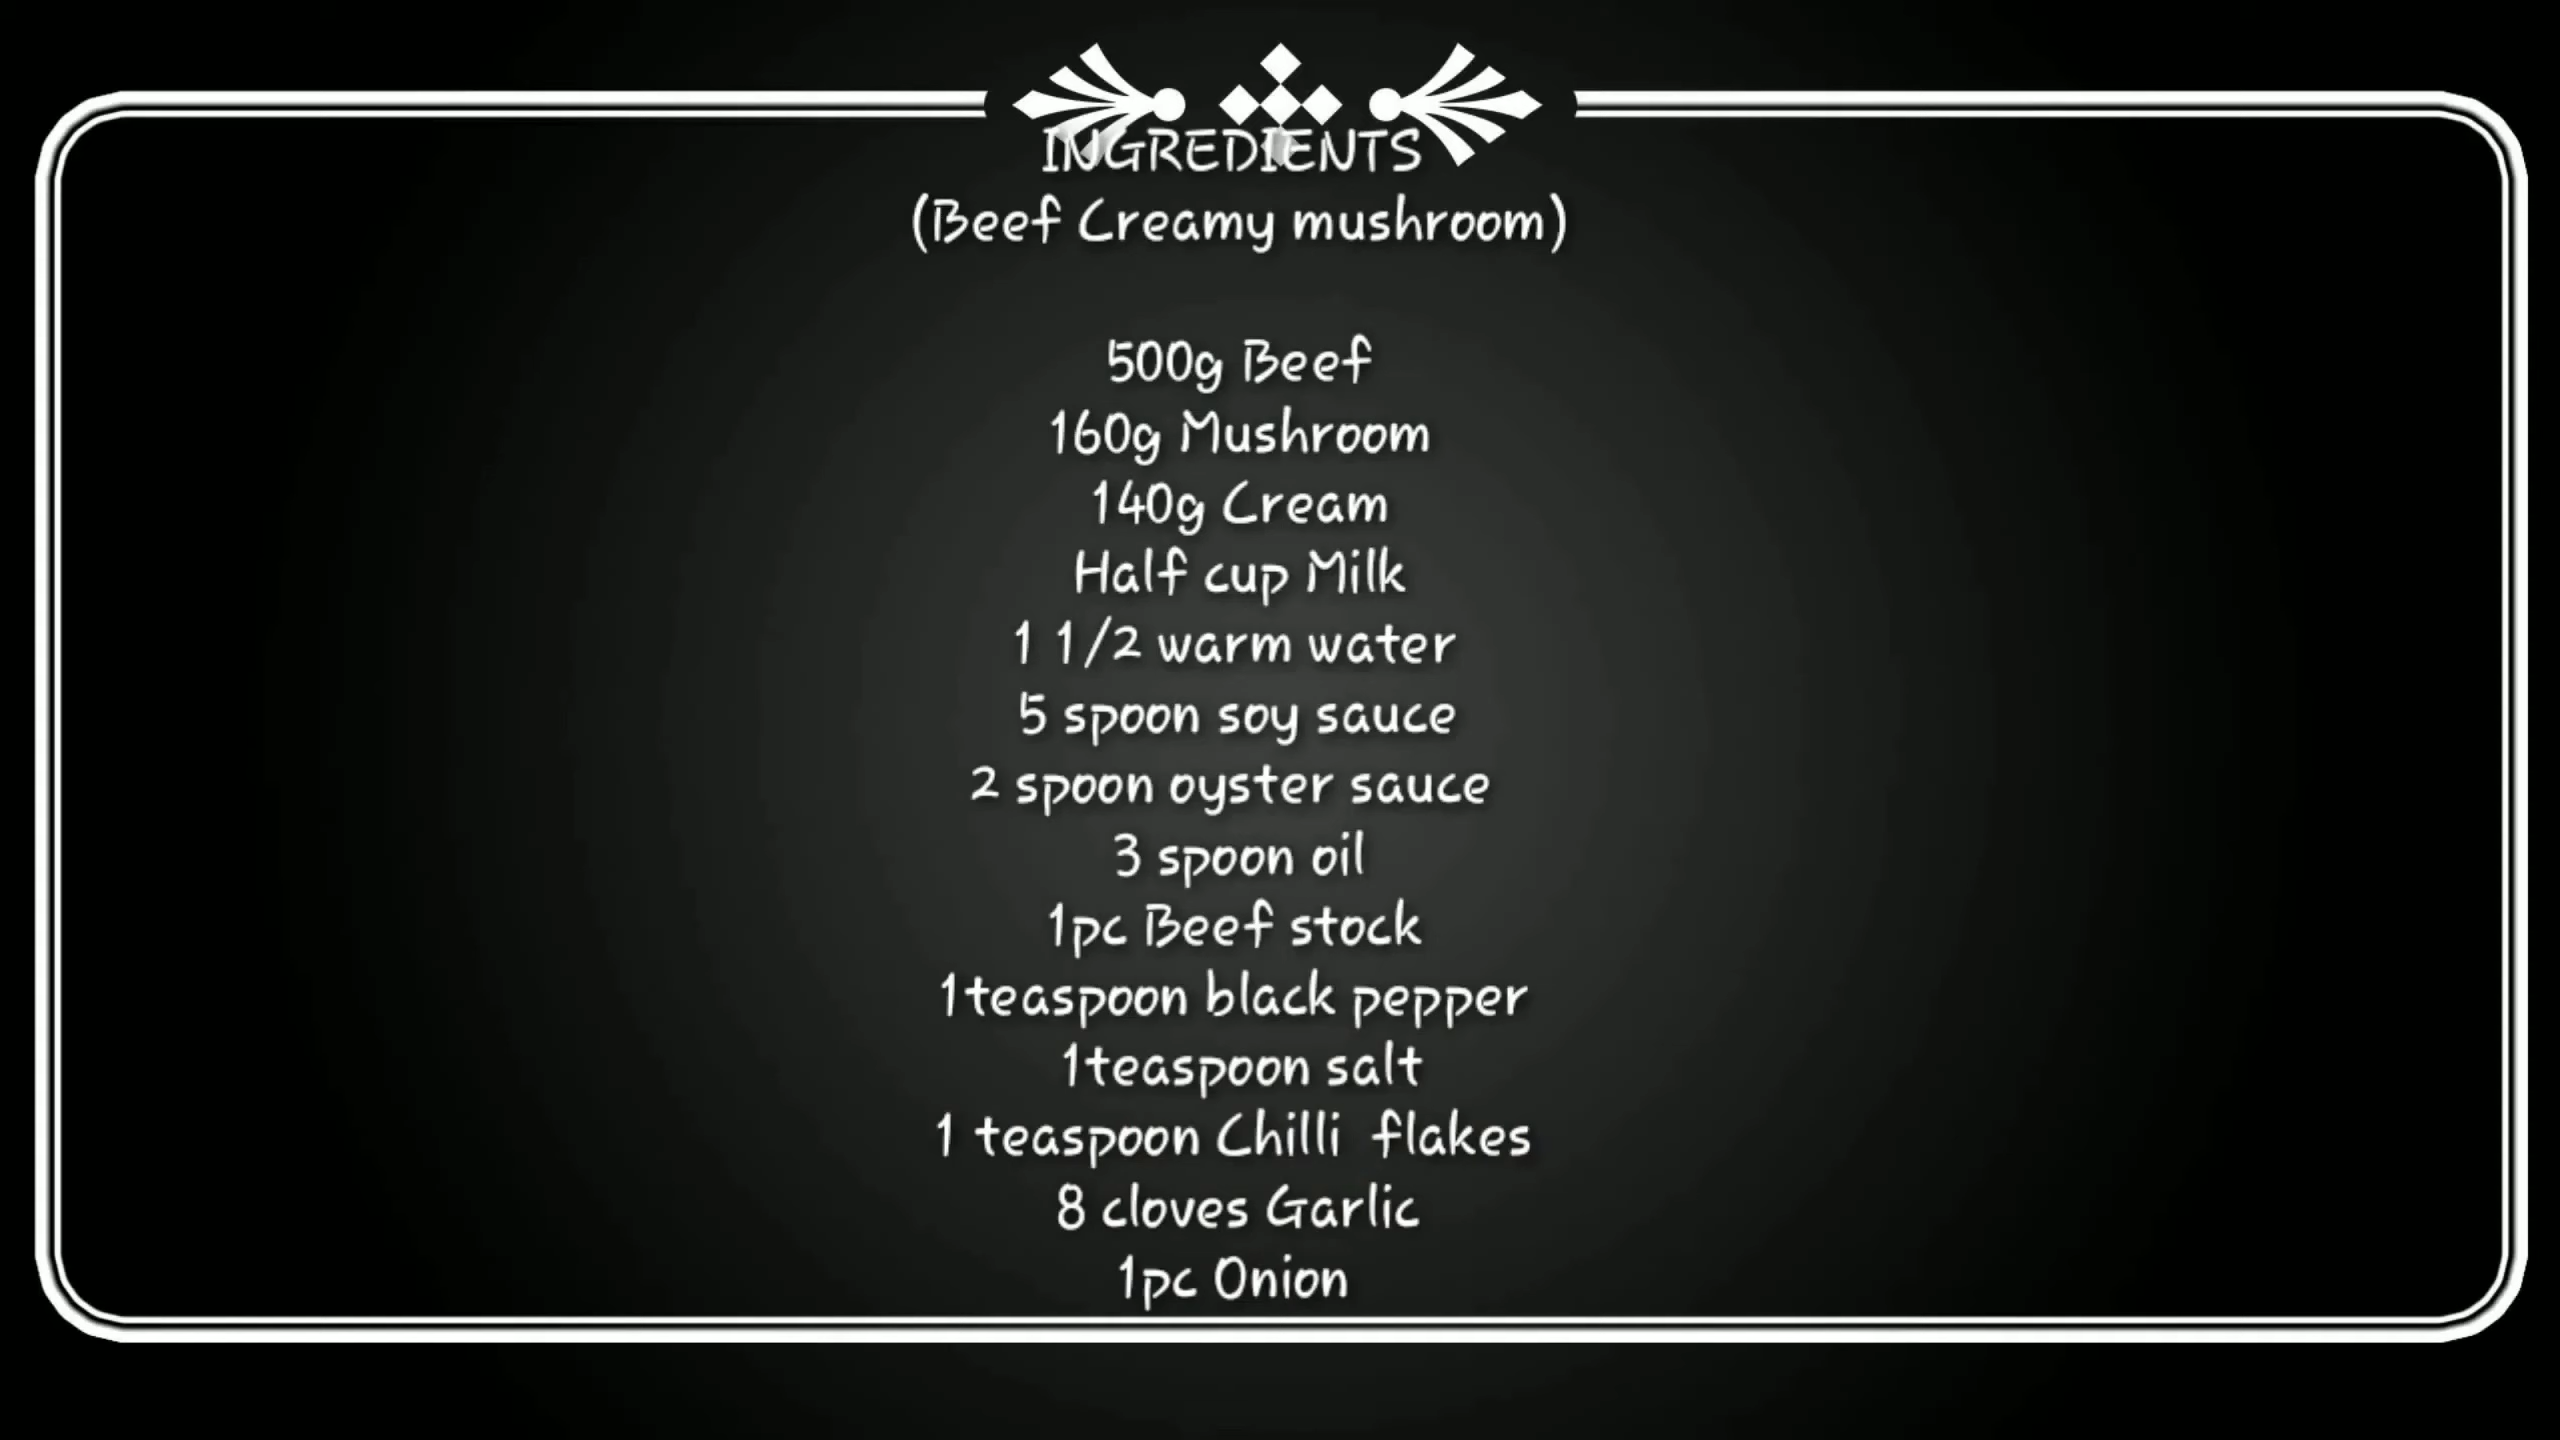 INGREDIENTS
(Beef Creamy mushroom)
500g Beef
160g Mushroom
140g Cream
Half cup Milk
1 1/2 warm water
5 spoon soy sauce
2 spoon oyster sauce
3 spoon oil
1pc Beef stock
1teaspoon black pepper
1teaspoon salt
1 teaspoon Chilli  flakes
8 cloves Garlic
1pc Onion